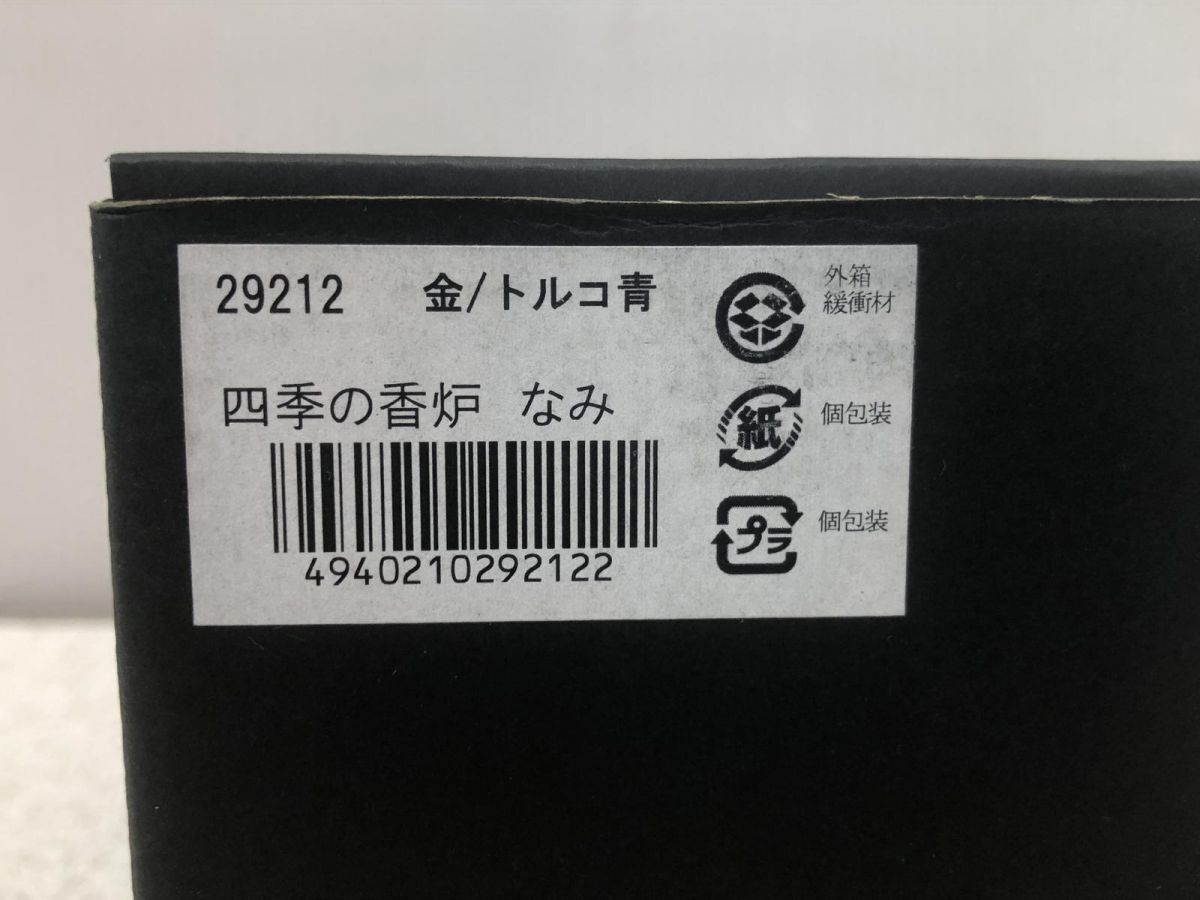 29212 金/トルコ青
四季の香炉 なみ
4940210292122
外箱
緩衝材
紙
個包装
プラ
個包装